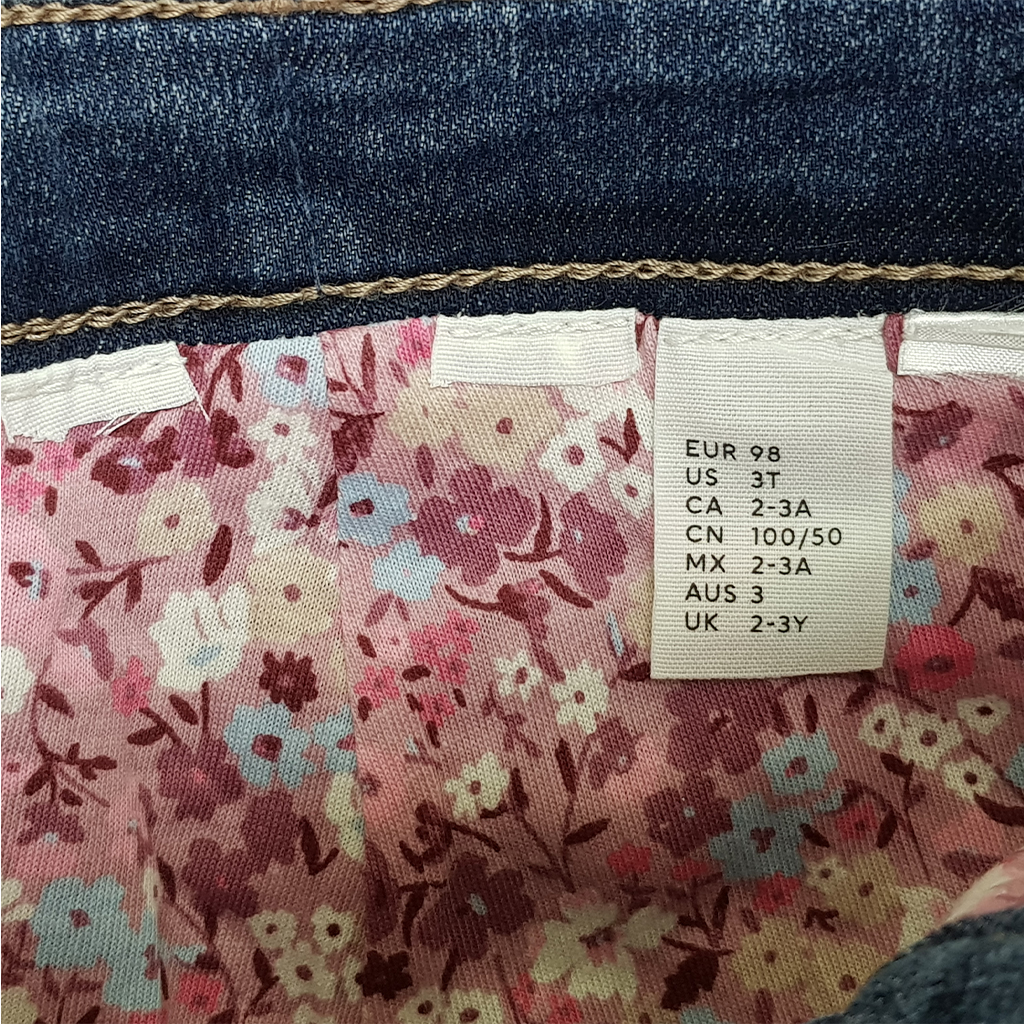 EUR 98
US 3T
CA 2-3A
CN 100/50
MX 2-3A
AUS 3
UK 2-3Y